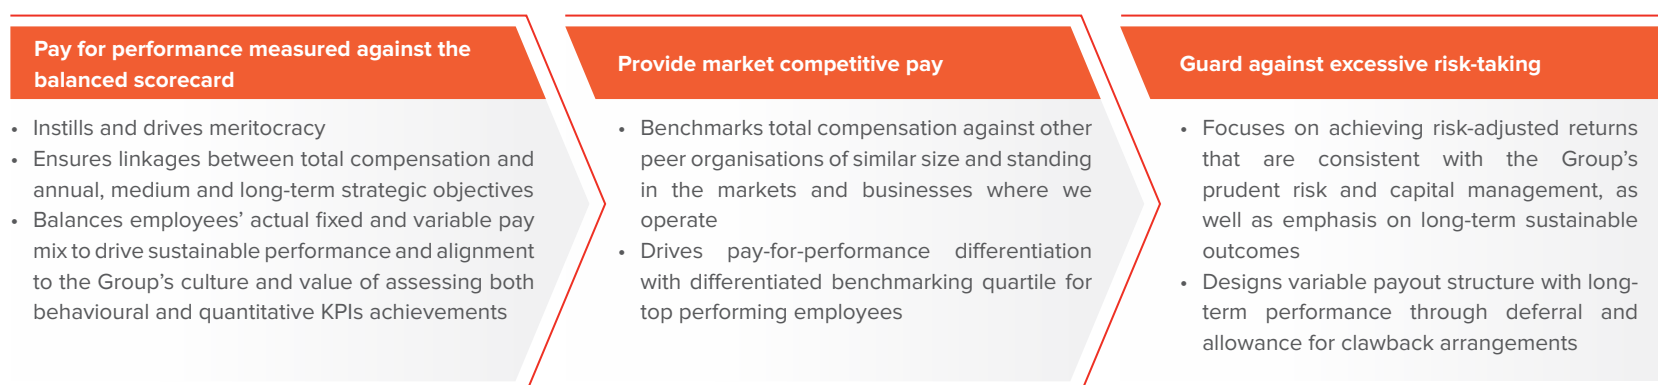 Pay for performance measured against the
balanced scorecard
• Instills and drives meritocracy
• Ensures linkages between total compensation and
annual, medium and long-term strategic objectives
• Balances employees’ actual fixed and variable pay
mix to drive sustainable performance and alignment
to the Group’s culture and value of assessing both
behavioural and quantitative KPIs achievements
Provide market competitive pay
• Benchmarks total compensation against other
peer organisations of similar size and standing
in the markets and businesses where we
operate
• Drives pay-for-performance differentiation
with differentiated benchmarking quartile for
top performing employees
Guard against excessive risk-taking
• Focuses on achieving risk-adjusted returns
that are consistent with the Group’s
prudent risk and capital management, as
well as emphasis on long-term sustainable
outcomes
• Designs variable payout structure with long-
term performance through deferral and
allowance for clawback arrangements